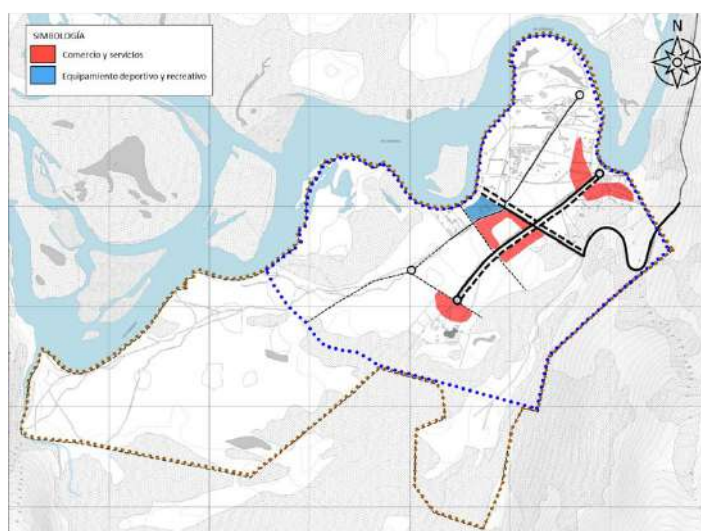 SIMBOLOGÍA
Comercio y servicios
Equipamiento deportivo y recreativo
N